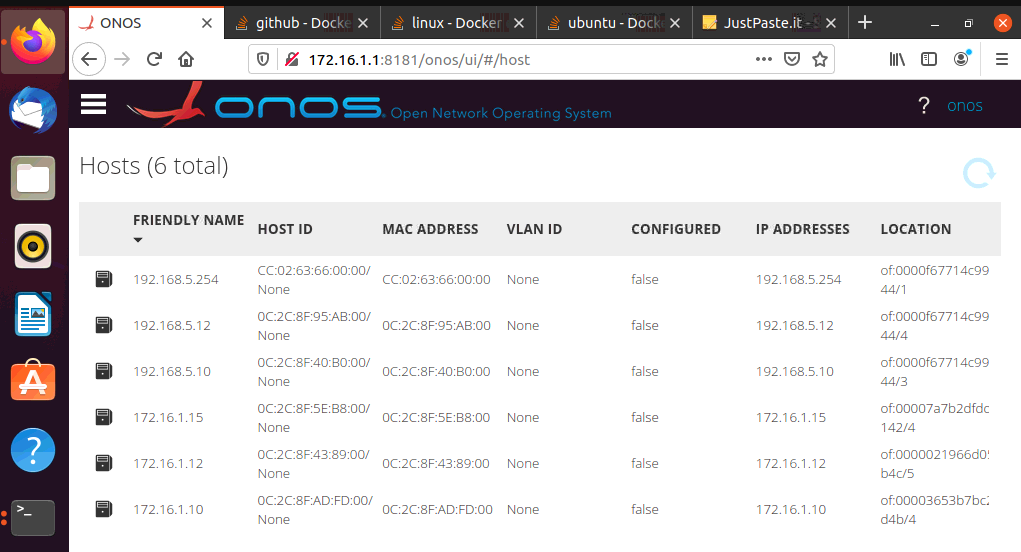 ONOS
github - Docke
linux - Docker
ubuntu - Dock
JustPaste.it -
172.16.1.1:8181/onos/ui/#/host
onos Open Network Operating System
? onos
Hosts (6 total)
FRIENDLY NAME HOST ID MAC ADDRESS VLAN ID CONFIGURED IP ADDRESSES LOCATION
192.168.5.254 CC:02:63:66:00:00/ CC:02:63:66:00:00 None false 192.168.5.254 of:0000f67714c99
None 44/1
192.168.5.12 0C:2C:8F:95:AB:00/ 0C:2C:8F:95:AB:00 None false 192.168.5.12 of:0000f67714c99
None 44/4
192.168.5.10 0C:2C:8F:40:B0:00/ 0C:2C:8F:40:B0:00 None false 192.168.5.10 of:0000f67714c99
None 44/3
172.16.1.15 0C:2C:8F:5E:B8:00/ 0C:2C:8F:5E:B8:00 None false 172.16.1.15 of:00007a7b2dfdc
None 142/4
172.16.1.12 0C:2C:8F:43:89:00/ 0C:2C:8F:43:89:00 None false 172.16.1.12 of:0000021966d05
None b4c/5
172.16.1.10 0C:2C:8F:AD:FD:00/ 0C:2C:8F:AD:FD:00 None false 172.16.1.10 of:00003653b7bc2
None d4b/4